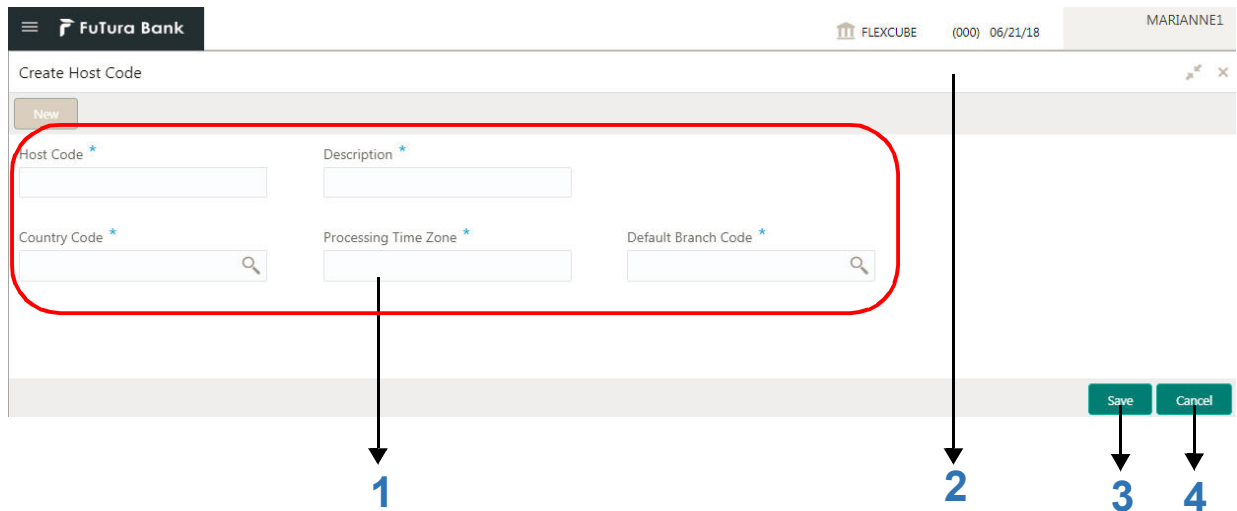 FuTura Bank
FLEXCUBE (000) 06/21/18
MARIANNE1
Create Host Code
New
Host Code * Description *
Country Code * Processing Time Zone * Default Branch Code *
Save Cancel
1 2 3 4